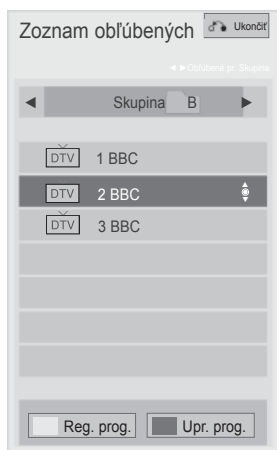 Zoznam obľúbených Ukončiť
◄ ► Obľúbené pr. Skupina
◄ Skupina B ►
DTV 1 BBC
DTV 2 BBC
DTV 3 BBC
Reg. prog. Upr. prog.